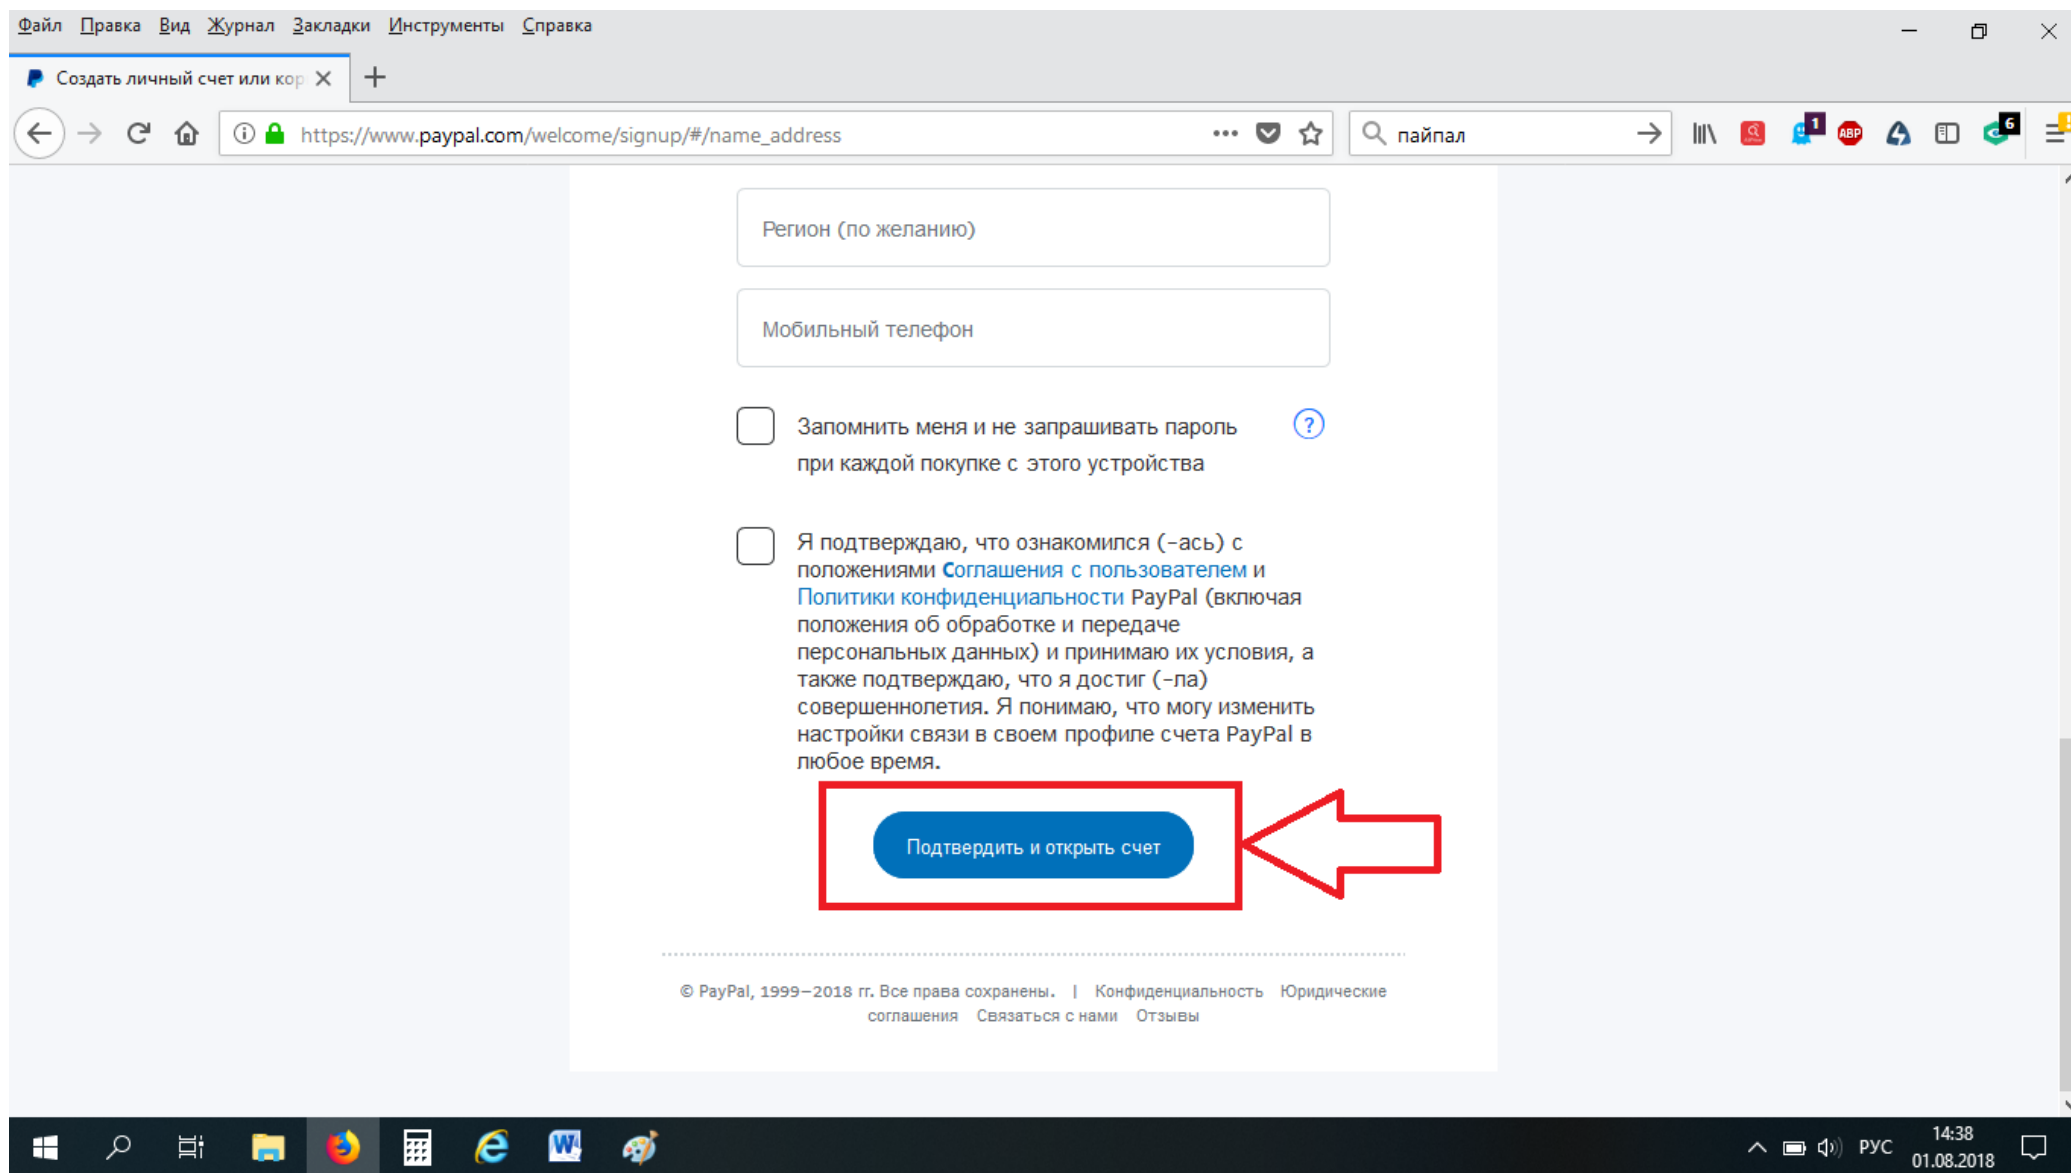 Файл Правка Вид Журнал Закладки Инструменты Справка
Создать личный счет или кор
https://www.paypal.com/welcome/signup/#/name_address
пайпал
1
ABP
6
Регион (по желанию)
Мобильный телефон
Запомнить меня и не запрашивать пароль
при каждой покупке с этого устройства
?
Я подтверждаю, что ознакомился (-ась) с
положениями Соглашения с пользователем и
Политики конфиденциальности PayPal (включая
положения об обработке и передаче
персональных данных) и принимаю их условия, а
также подтверждаю, что я достиг (-ла)
совершеннолетия. Я понимаю, что могу изменить
настройки связи в своем профиле счета PayPal в
любое время.
Подтвердить и открыть счет
© PayPal, 1999–2018 гг. Все права сохранены. | Конфиденциальность Юридические
соглашения Связаться с нами Отзывы
РУС
14:38
01.08.2018